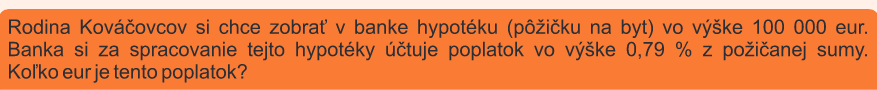 Rodina Kováčovcov si chce zobrať v banke hypotéku (pôžičku na byt) vo výške 100 000 eur.
Banka si za spracovanie tejto hypotéky účtuje poplatok vo výške 0,79 % z požičanej sumy.
Koľko eur je tento poplatok?